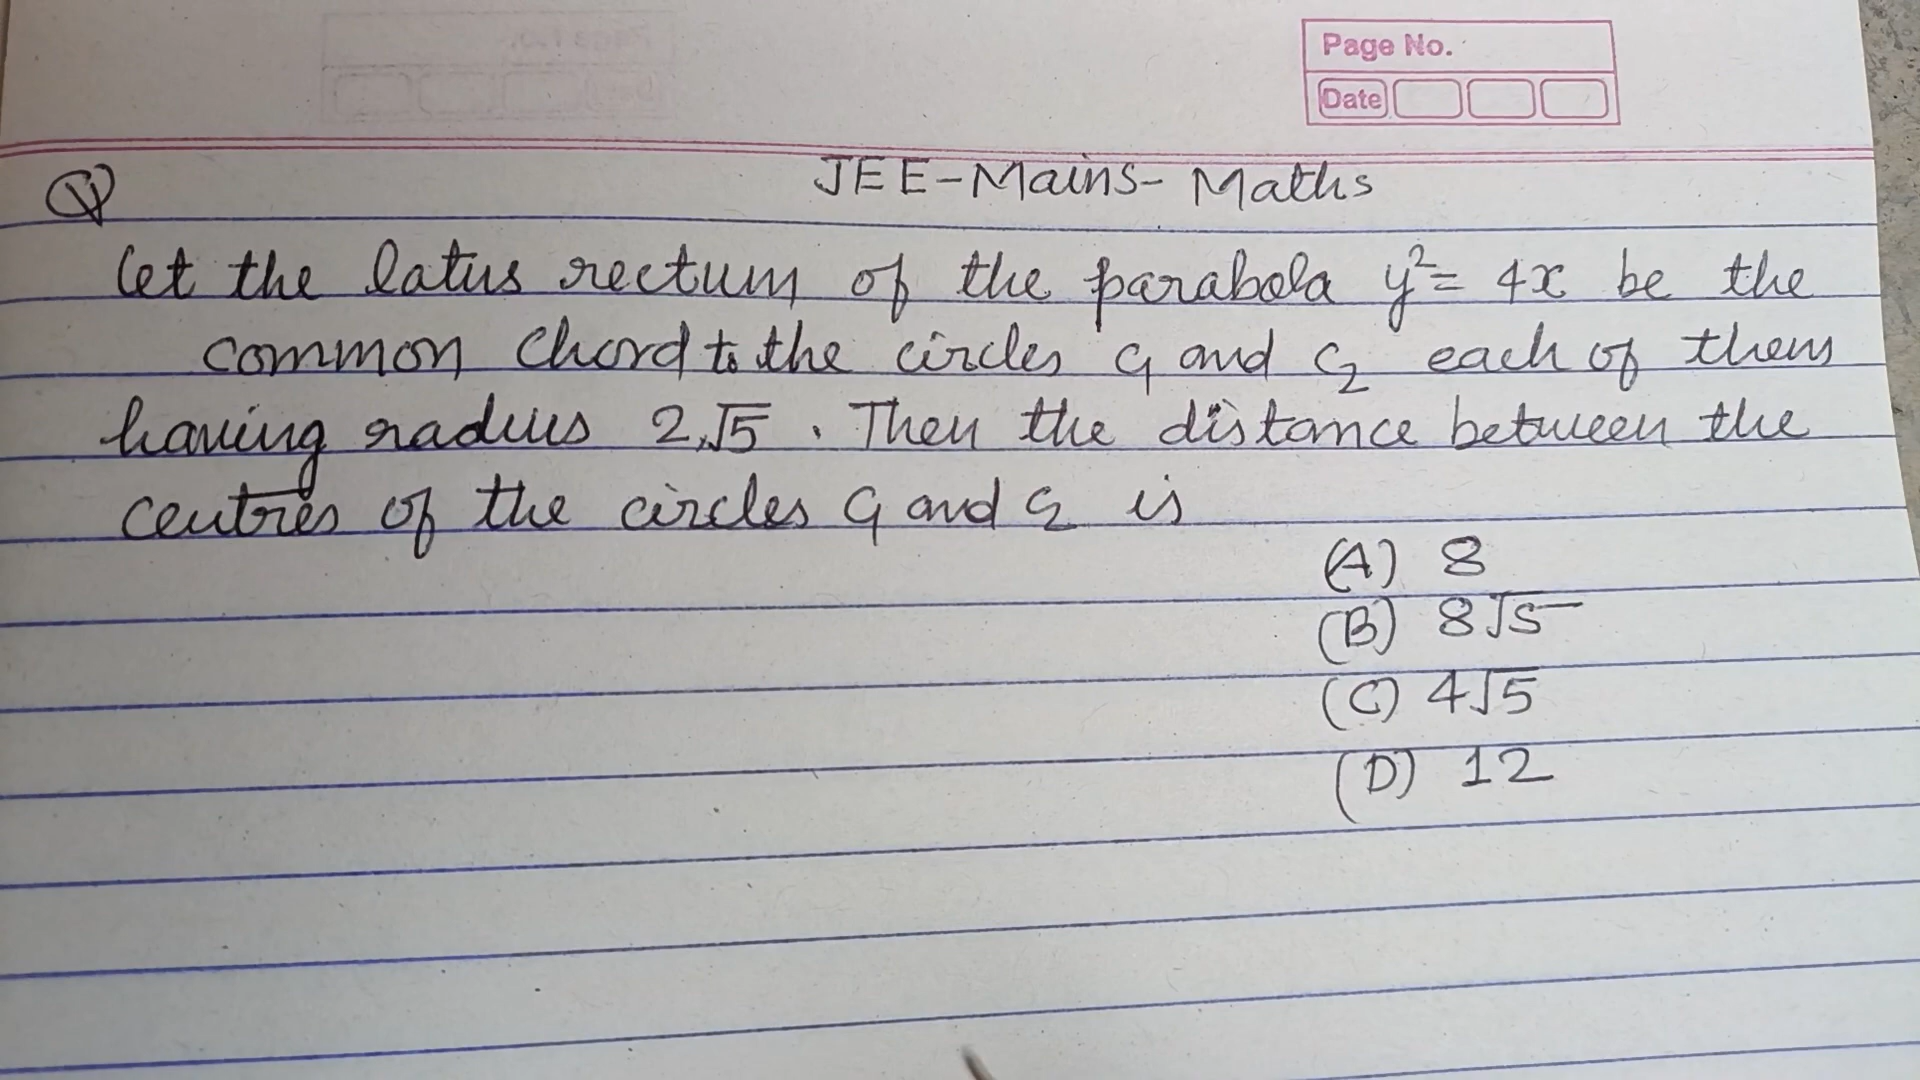 Page No.
Date
Q
JEE-Mains-Maths
Let the latus rectum of the parabola y²= 4x be the
common chord to the circles C₁ and C₂ each of them
having radius 2√5. Then the distance between the
centres of the circles C₁ and C₂ is
(A) 8
(B) 8√5
(C) 4√5
(D) 12